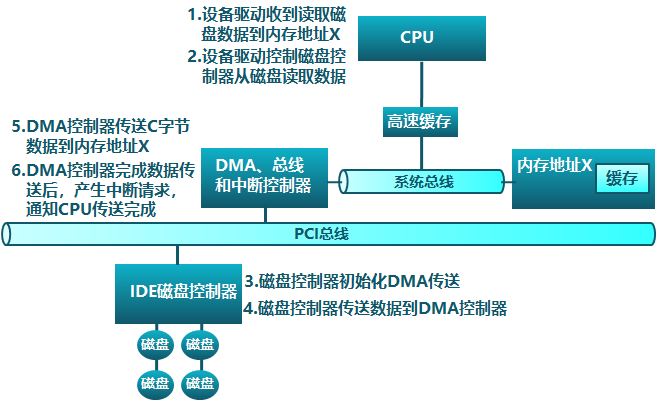 1.设备驱动收到读取磁
盘数据到内存地址X
2.设备驱动控制磁盘控
制器从磁盘读取数据
CPU
高速缓存
5.DMA控制器传送C字节
数据到内存地址X
6.DMA控制器完成数据传
送后，产生中断请求，
通知CPU传送完成
DMA、总线
和中断控制器
系统总线
内存地址X
缓存
PCI总线
IDE磁盘控制器
3.磁盘控制器初始化DMA传送
4.磁盘控制器传送数据到DMA控制器
磁盘
磁盘
磁盘
磁盘